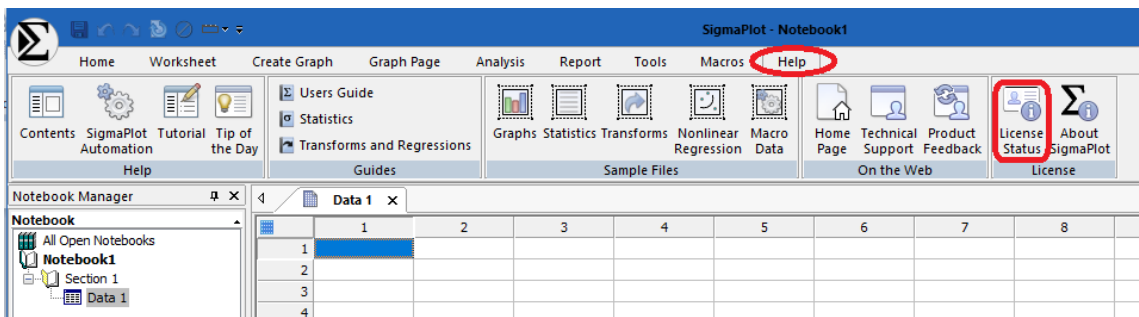 SigmaPlot - Notebook1
Home Worksheet Create Graph Graph Page Analysis Report Tools Macros Help
Contents
SigmaPlot
Automation
Tutorial
Tip of
the Day
Help
Users Guide
Statistics
Transforms and Regressions
Guides
Graphs
Statistics
Transforms
Nonlinear
Regression
Macro
Data
Sample Files
Home
Page
Technical
Support
Product
Feedback
On the Web
License
Status
About
SigmaPlot
License
Notebook Manager
Notebook
All Open Notebooks
Notebook1
Section 1
Data 1
Data 1
1 2 3 4 5 6 7 8
1
2
3
4